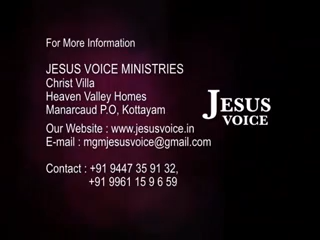 For More Information
JESUS VOICE MINISTRIES
Christ Villa
Heaven Valley Homes
Manarcaud P.O, Kottayam
Our Website : www.jesusvoice.in
E-mail : mgmjesusvoice@gmail.com
Contact : +91 9447 35 91 32,
+91 9961 15 9 6 59
JESUS
VOICE